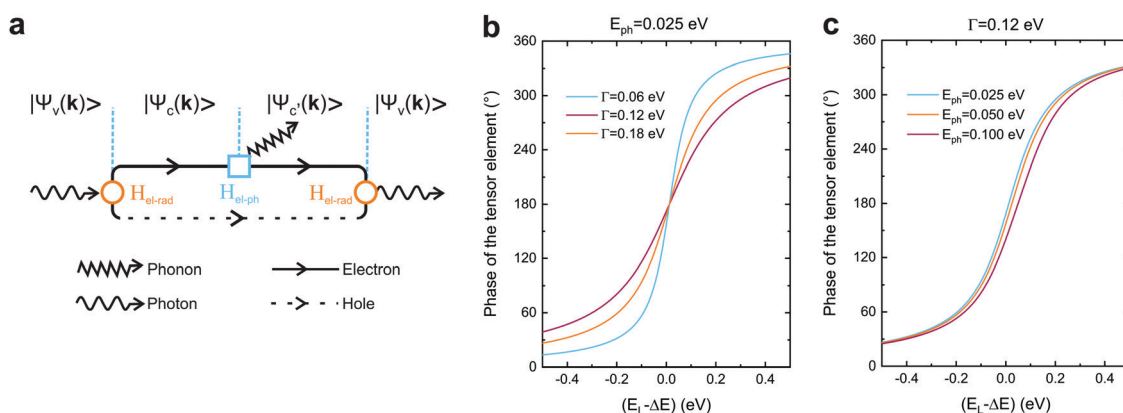 a
|Ψv(k)> |Ψc(k)> |Ψc'(k)> |Ψv(k)>
Hel-rad Hel-ph Hel-rad
Phonon Electron
Photon Hole
b
Eph=0.025 eV
Phase of the tensor element (°)
360
300
240
180
120
60
0
Γ=0.06 eV
Γ=0.12 eV
Γ=0.18 eV
-0.4 -0.2 0.0 0.2 0.4
(EL-ΔE) (eV)
c
Γ=0.12 eV
Phase of the tensor element (°)
360
300
240
180
120
60
0
Eph=0.025 eV
Eph=0.050 eV
Eph=0.100 eV
-0.4 -0.2 0.0 0.2 0.4
(EL-ΔE) (eV)